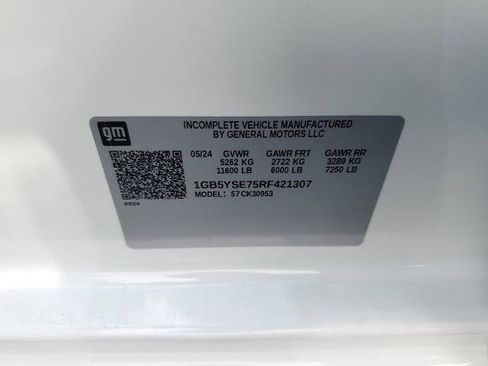 gm
INCOMPLETE VEHICLE MANUFACTURED
BY GENERAL MOTORS LLC
05/24 GVWR GAWR FRT GAWR RR
5262 KG 2722 KG 3289 KG
11600 LB 6000 LB 7250 LB
1GB5YSE75RF421307
MODEL: 57CK30953